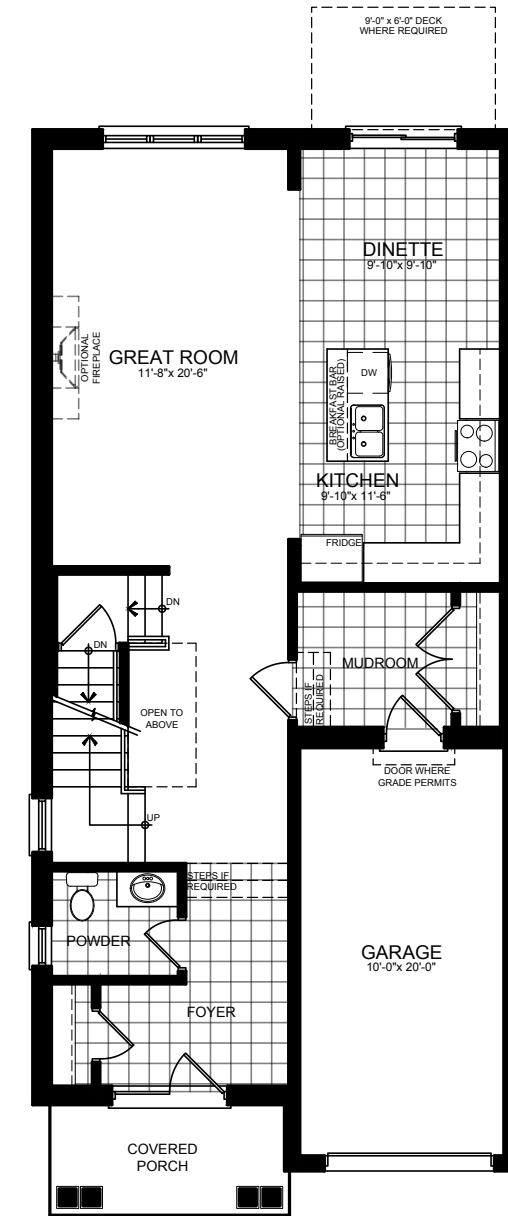 9'-0" x 6'-0" DECK
WHERE REQUIRED
DINETTE
9'-10"x 9'-10"
GREAT ROOM
11'-8"x 20'-6"
OPTIONAL
FIREPLACE
BREAKFAST BAR
(OPTIONAL RAISED)
DW
KITCHEN
9'-10"x 11'-6"
FRIDGE
DN
DN
MUDROOM
STEPS IF
REQUIRED
OPEN TO
ABOVE
DOOR WHERE
GRADE PERMITS
UP
STEPS IF
REQUIRED
POWDER
GARAGE
10'-0"x 20'-0"
FOYER
COVERED
PORCH